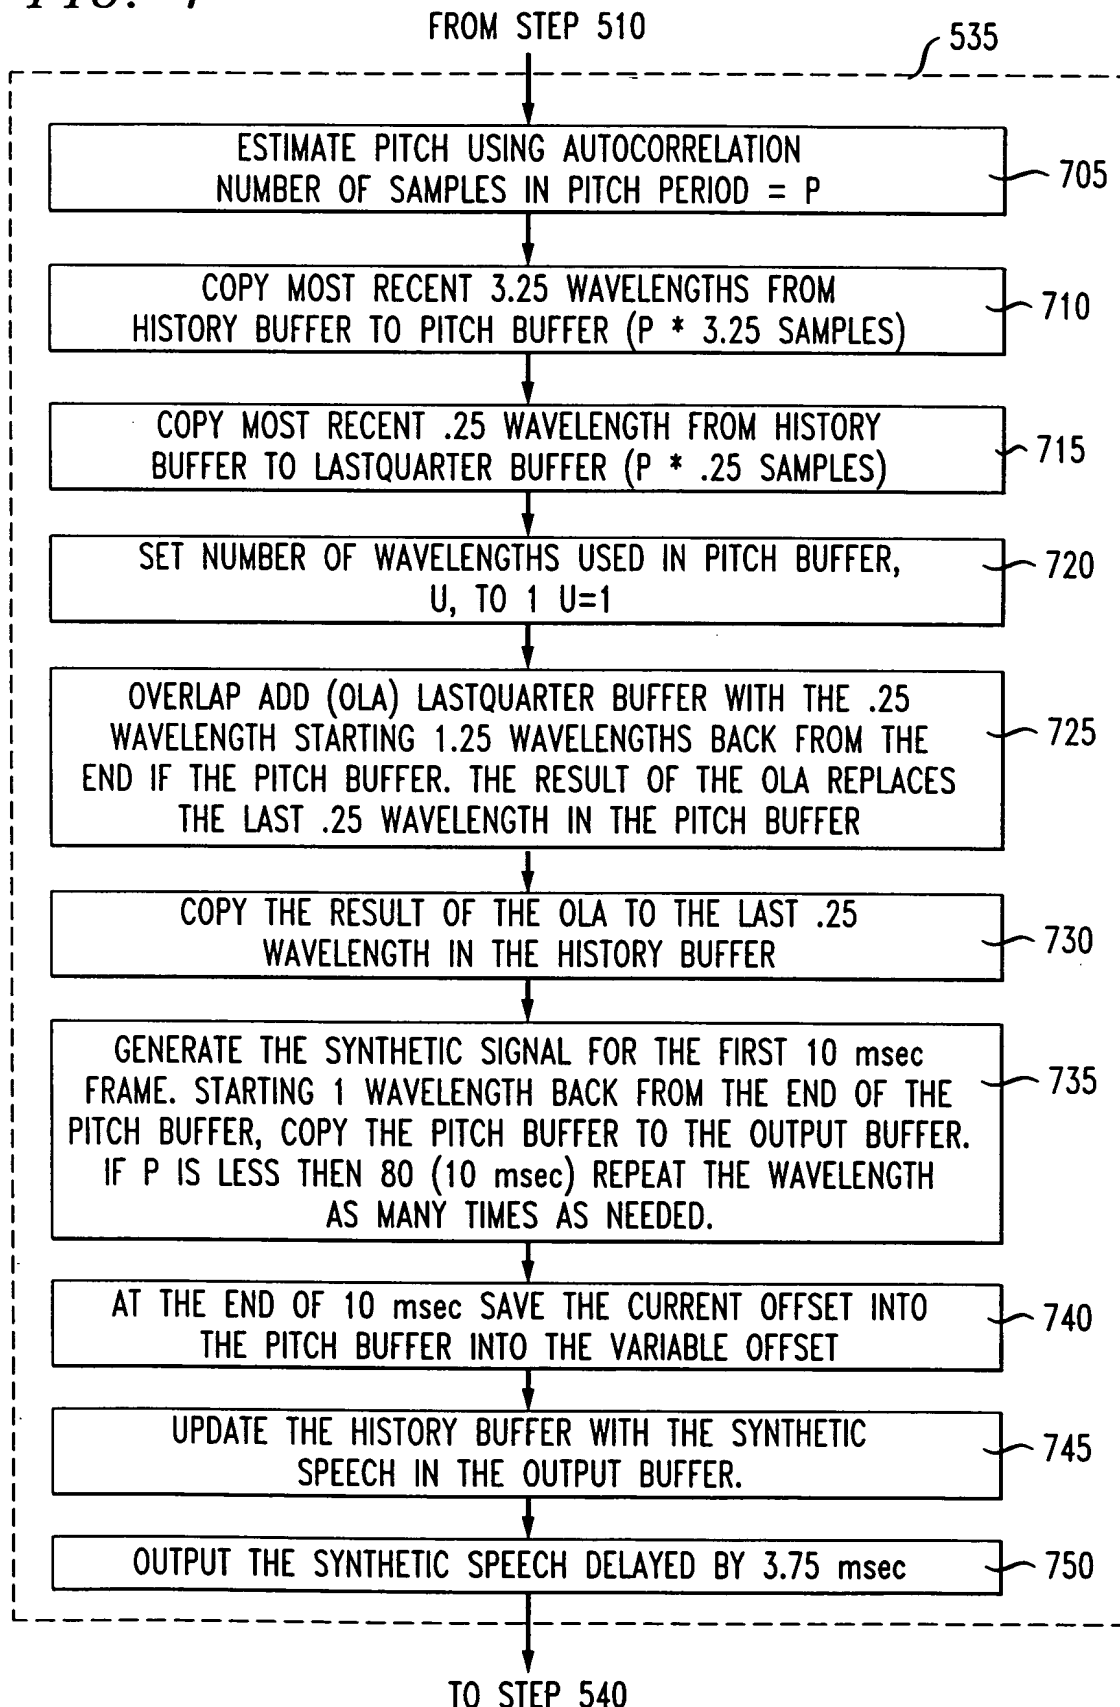 FIG. 7
FROM STEP 510
535
ESTIMATE PITCH USING AUTOCORRELATION
NUMBER OF SAMPLES IN PITCH PERIOD = P
705
COPY MOST RECENT 3.25 WAVELENGTHS FROM
HISTORY BUFFER TO PITCH BUFFER (P * 3.25 SAMPLES)
710
COPY MOST RECENT .25 WAVELENGTH FROM HISTORY
BUFFER TO LASTQUARTER BUFFER (P * .25 SAMPLES)
715
SET NUMBER OF WAVELENGTHS USED IN PITCH BUFFER,
U, TO 1 U=1
720
OVERLAP ADD (OLA) LASTQUARTER BUFFER WITH THE .25
WAVELENGTH STARTING 1.25 WAVELENGTHS BACK FROM THE
END IF THE PITCH BUFFER. THE RESULT OF THE OLA REPLACES
THE LAST .25 WAVELENGTH IN THE PITCH BUFFER
725
COPY THE RESULT OF THE OLA TO THE LAST .25
WAVELENGTH IN THE HISTORY BUFFER
730
GENERATE THE SYNTHETIC SIGNAL FOR THE FIRST 10 msec
FRAME. STARTING 1 WAVELENGTH BACK FROM THE END OF THE
PITCH BUFFER, COPY THE PITCH BUFFER TO THE OUTPUT BUFFER.
IF P IS LESS THEN 80 (10 msec) REPEAT THE WAVELENGTH
AS MANY TIMES AS NEEDED.
735
AT THE END OF 10 msec SAVE THE CURRENT OFFSET INTO
THE PITCH BUFFER INTO THE VARIABLE OFFSET
740
UPDATE THE HISTORY BUFFER WITH THE SYNTHETIC
SPEECH IN THE OUTPUT BUFFER.
745
OUTPUT THE SYNTHETIC SPEECH DELAYED BY 3.75 msec
750
TO STEP 540